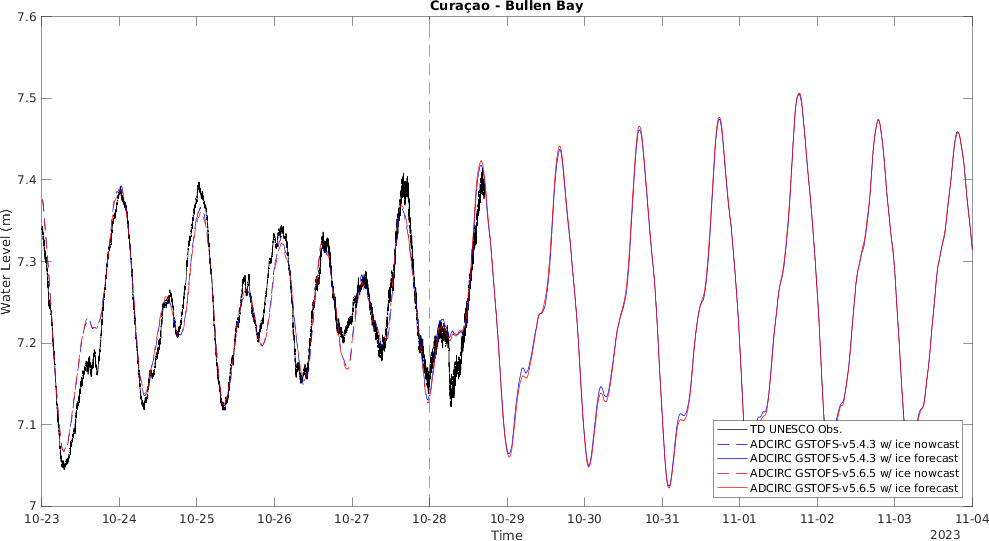 Curaçao - Bullen Bay
7.6
7.5
7.4
7.3
7.2
7.1
7
Water Level (m)
TD UNESCO Obs.
ADCIRC GSTOFS-v5.4.3 w/ ice nowcast
ADCIRC GSTOFS-v5.4.3 w/ ice forecast
ADCIRC GSTOFS-v5.6.5 w/ ice nowcast
ADCIRC GSTOFS-v5.6.5 w/ ice forecast
10-23 10-24 10-25 10-26 10-27 10-28 10-29 10-30 10-31 11-01 11-02 11-03 11-04
Time
2023